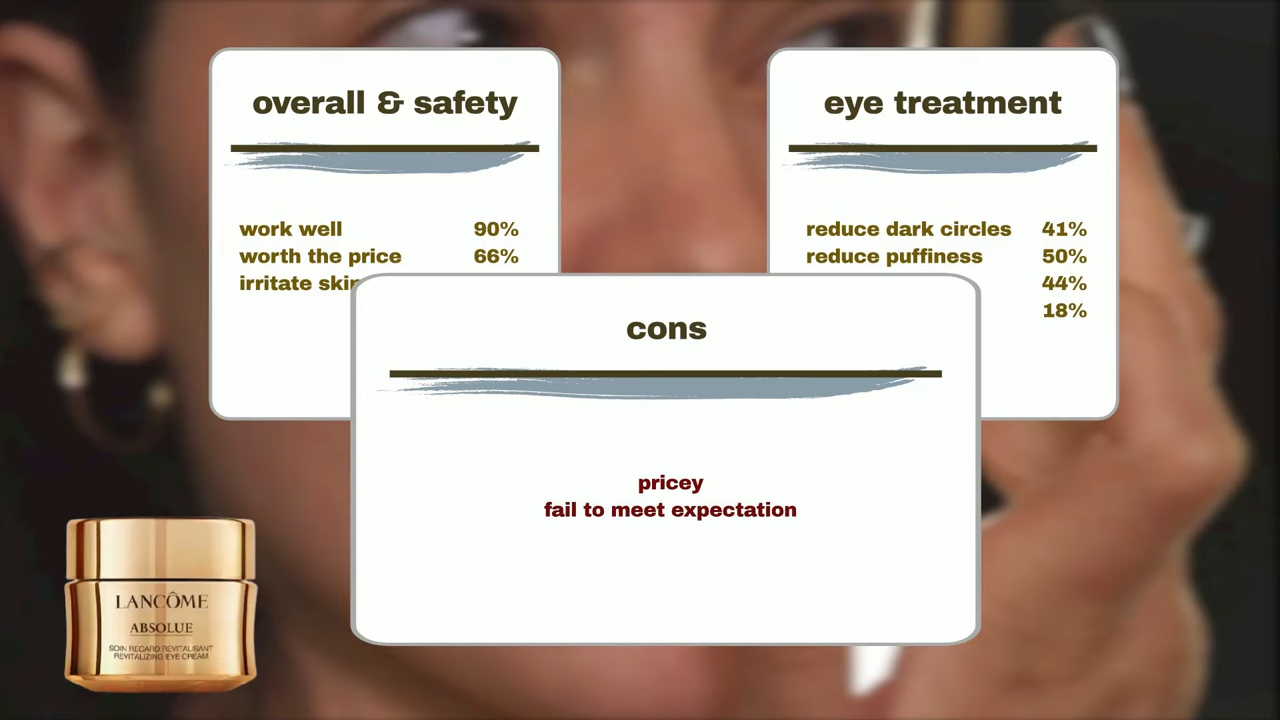 overall & safety
work well 90%
worth the price 66%
irritate skin
eye treatment
reduce dark circles 41%
reduce puffiness 50%
44%
18%
cons
pricey
fail to meet expectation
LANCÔME
ABSOLUE
SOIN REGARD REVITALISANT
REVITALIZING EYE CREAM